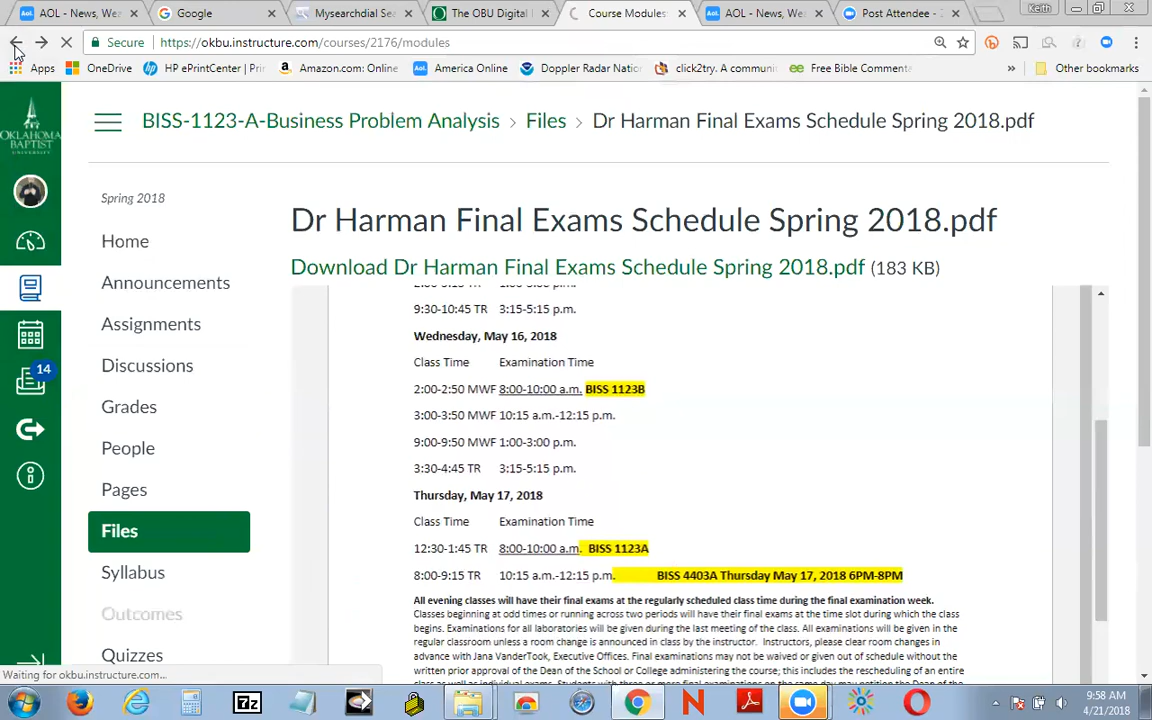 AOL - News, Wea
Google
Mysearchdial Sea
The OBU Digital
Course Modules:
AOL - News, Wea
Post Attendee -
Keith
Secure
https://okbu.instructure.com/courses/2176/modules
Apps
OneDrive
HP ePrintCenter | Pri
Amazon.com: Online
America Online
Doppler Radar Natio
click2try. A communi
Free Bible Comment
»
Other bookmarks
OKLAHOMA
BAPTIST
UNIVERSITY
BISS-1123-A-Business Problem Analysis > Files > Dr Harman Final Exams Schedule Spring 2018.pdf
Spring 2018
Home
Announcements
Assignments
Discussions
Grades
14
People
Pages
Files
Syllabus
Outcomes
Quizzes
Dr Harman Final Exams Schedule Spring 2018.pdf
Download Dr Harman Final Exams Schedule Spring 2018.pdf (183 KB)
9:30-10:45 TR 3:15-5:15 p.m.
Wednesday, May 16, 2018
Class Time Examination Time
2:00-2:50 MWF 8:00-10:00 a.m. BISS 1123B
3:00-3:50 MWF 10:15 a.m.-12:15 p.m.
9:00-9:50 MWF 1:00-3:00 p.m.
3:30-4:45 TR 3:15-5:15 p.m.
Thursday, May 17, 2018
Class Time Examination Time
12:30-1:45 TR 8:00-10:00 a.m. BISS 1123A
8:00-9:15 TR 10:15 a.m.-12:15 p.m. BISS 4403A Thursday May 17, 2018 6PM-8PM
All evening classes will have their final exams at the regularly scheduled class time during the final examination week.
Classes beginning at odd times or running across two periods will have their final exams at the time slot during which the class
begins. Examinations for all laboratories will be given during the last meeting of the class. All examinations will be given in the
regular classroom unless a room change is announced in class by the instructor. Instructors, please clear room changes in
advance with Jana VanderTook, Executive Offices. Final examinations may not be waived or given out of schedule without the
written prior approval of the Dean of the School or College administering the course; this includes the rescheduling of an entire
Waiting for okbu.instructure.com...
9:58 AM
4/21/2018